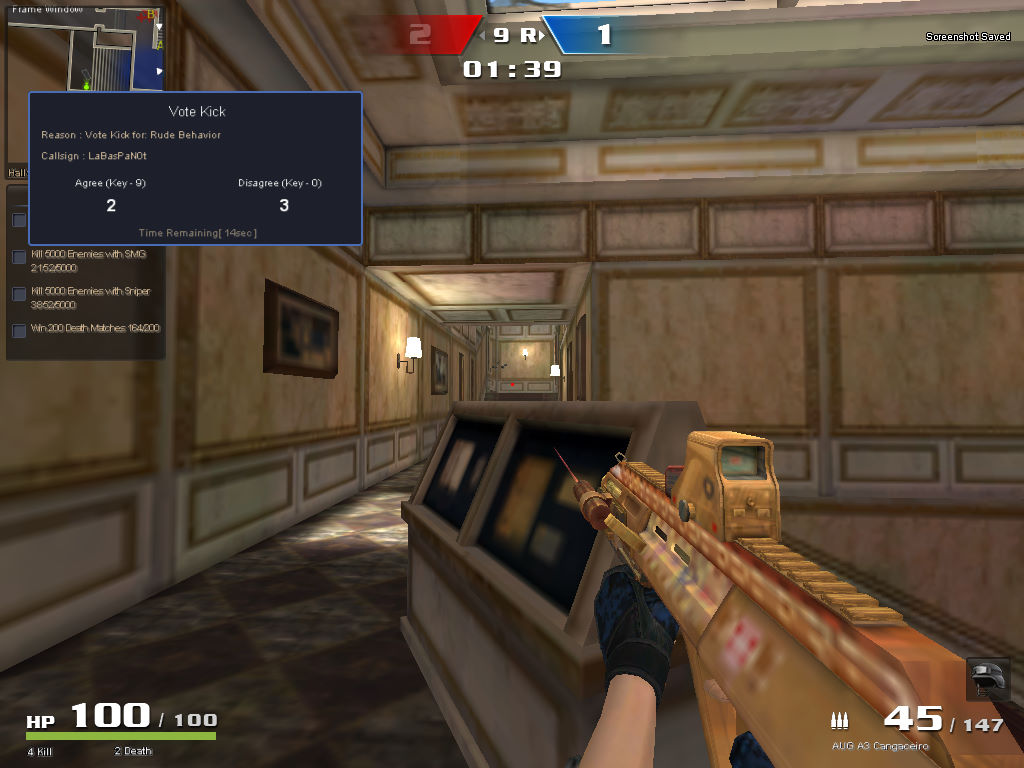 Frame Window
B
A
2
9 R
1
01:39
Screenshot Saved
Vote Kick
Reason : Vote Kick for: Rude Behavior
Callsign : LaBasPaN0t
Agree (Key - 9)
Disagree (Key - 0)
2
3
Time Remaining[ 14sec ]
Kill 5000 Enemies with SMG
2152/5000
Kill 5000 Enemies with Sniper
3852/5000
Win 200 Death Matches 164/200
HP 100 / 100
4 Kill
2 Death
45 / 147
AUG A3 Cangaceiro